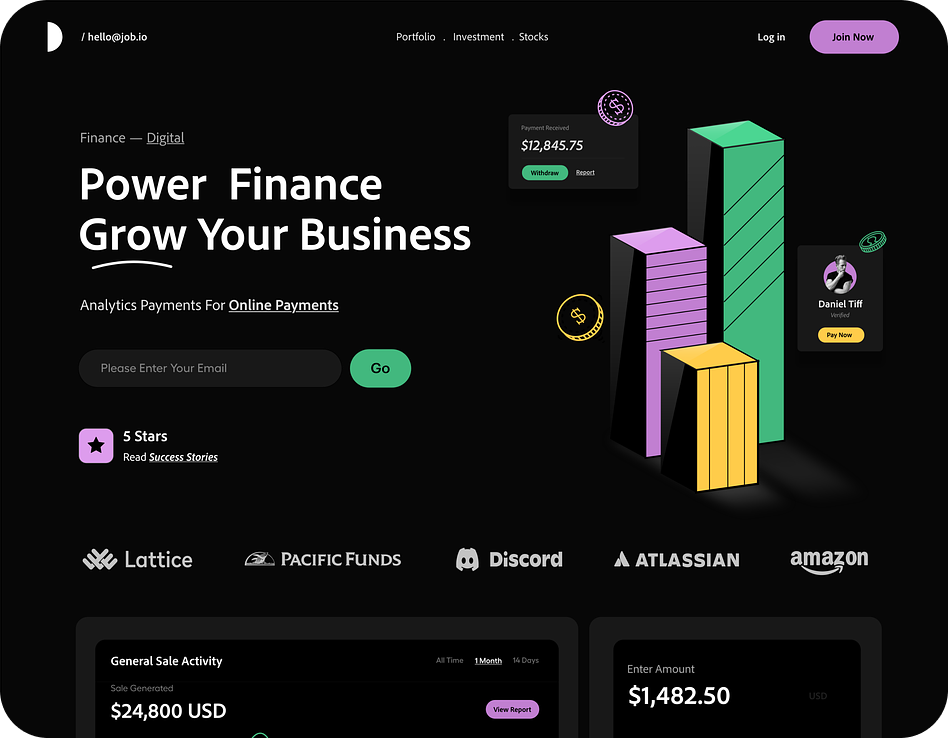 / hello@job.io
Portfolio . Investment . Stocks
Log in
Join Now
Finance — Digital
Power Finance
Grow Your Business
Analytics Payments For Online Payments
Please Enter Your Email
Go
5 Stars
Read Success Stories
Payment Received
$12,845.75
Withdraw
Report
$
$
Daniel Tiff
Verified
Pay Now
Lattice
PACIFIC FUNDS
Discord
ATLASSIAN
amazon
General Sale Activity
All Time
1 Month
14 Days
Sale Generated
$24,800 USD
View Report
Enter Amount
$1,482.50
USD